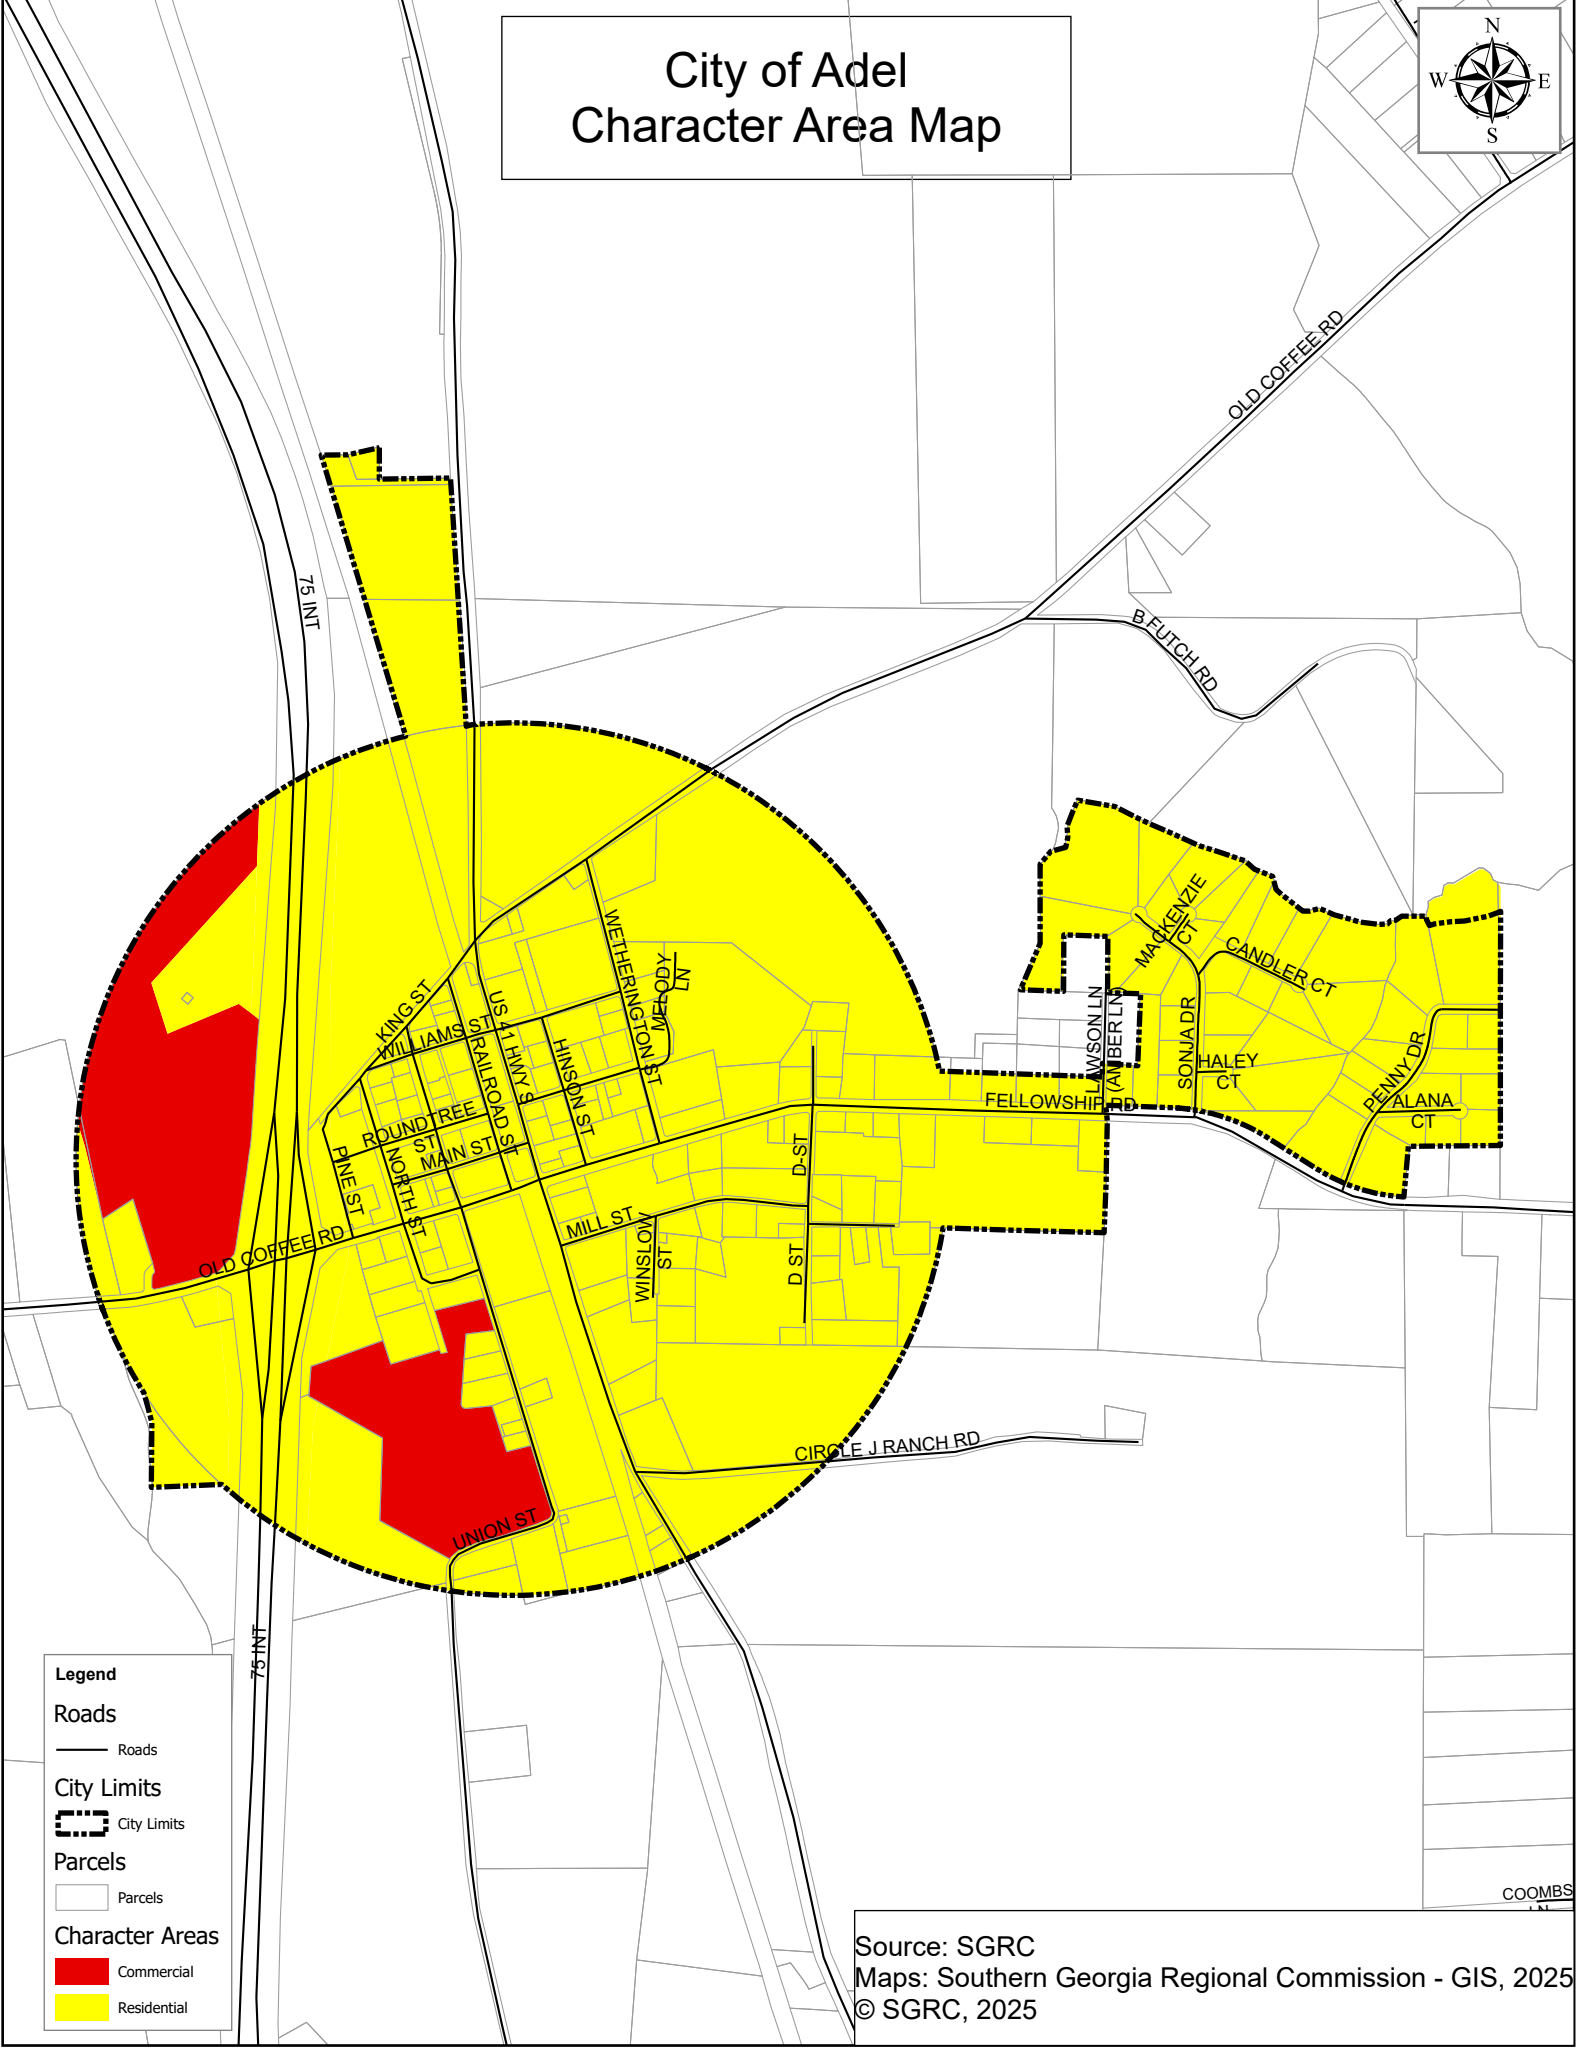 City of Adel
Character Area Map
N
W
E
S
OLD COFFEE RD
75 INT
B FUTCH RD
MACKENZIE
CT
CANDLER CT
WETHERINGTON ST
MELODY
LN
KING ST
US 41 HWY S
WILLIAMS ST
RAILROAD ST
HINSON ST
LAWSON LN
(AMBER LN)
SONJA DR
HALEY
CT
PENNY DR
ALANA
CT
FELLOWSHIP RD
ROUNDTREE
ST
MAIN ST
PINE ST
NORTH ST
D-ST
OLD COFFEE RD
MILL ST
WINSLOW
ST
D ST
CIRCLE J RANCH RD
UNION ST
75 INT
Legend
Roads
Roads
City Limits
City Limits
Parcels
Parcels
Character Areas
Commercial
Residential
COOMBS
LN
Source: SGRC
Maps: Southern Georgia Regional Commission - GIS, 2025
© SGRC, 2025